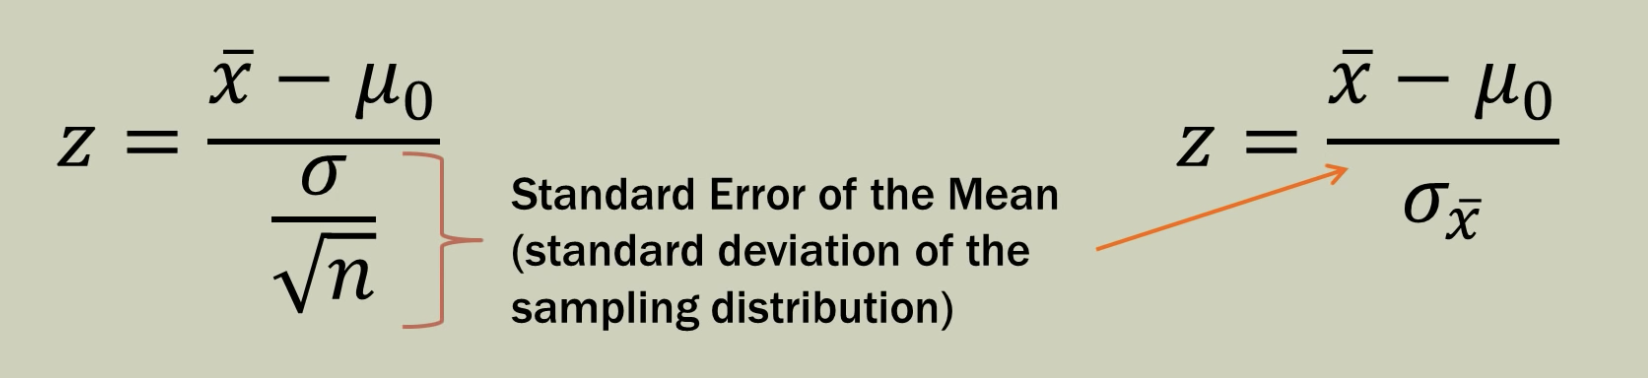 z = (x̄ − μ₀) / (σ / √n)
Standard Error of the Mean
(standard deviation of the
sampling distribution)
z = (x̄ − μ₀) / σ_x̄